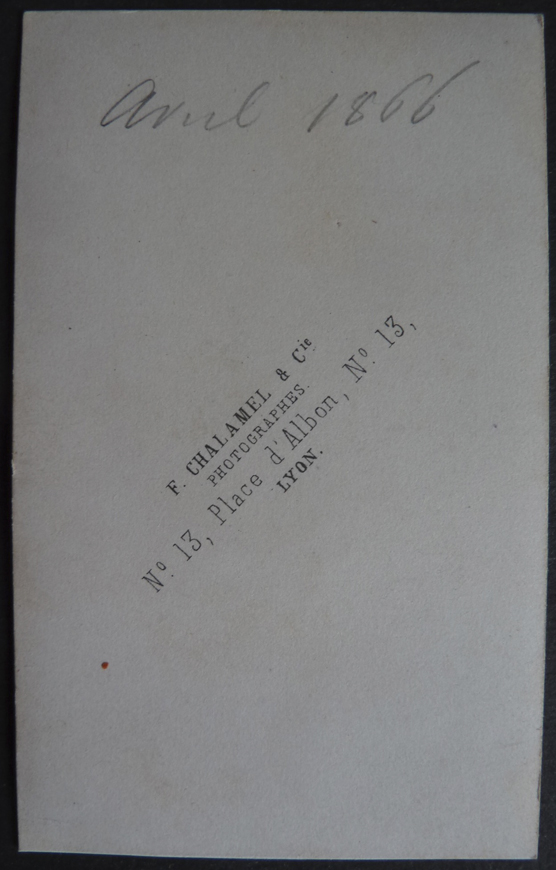 Avril 1866
F. CHALAMEL & Cie.
PHOTOGRAPHES.
No 13, Place d'Albon, No 13,
LYON.